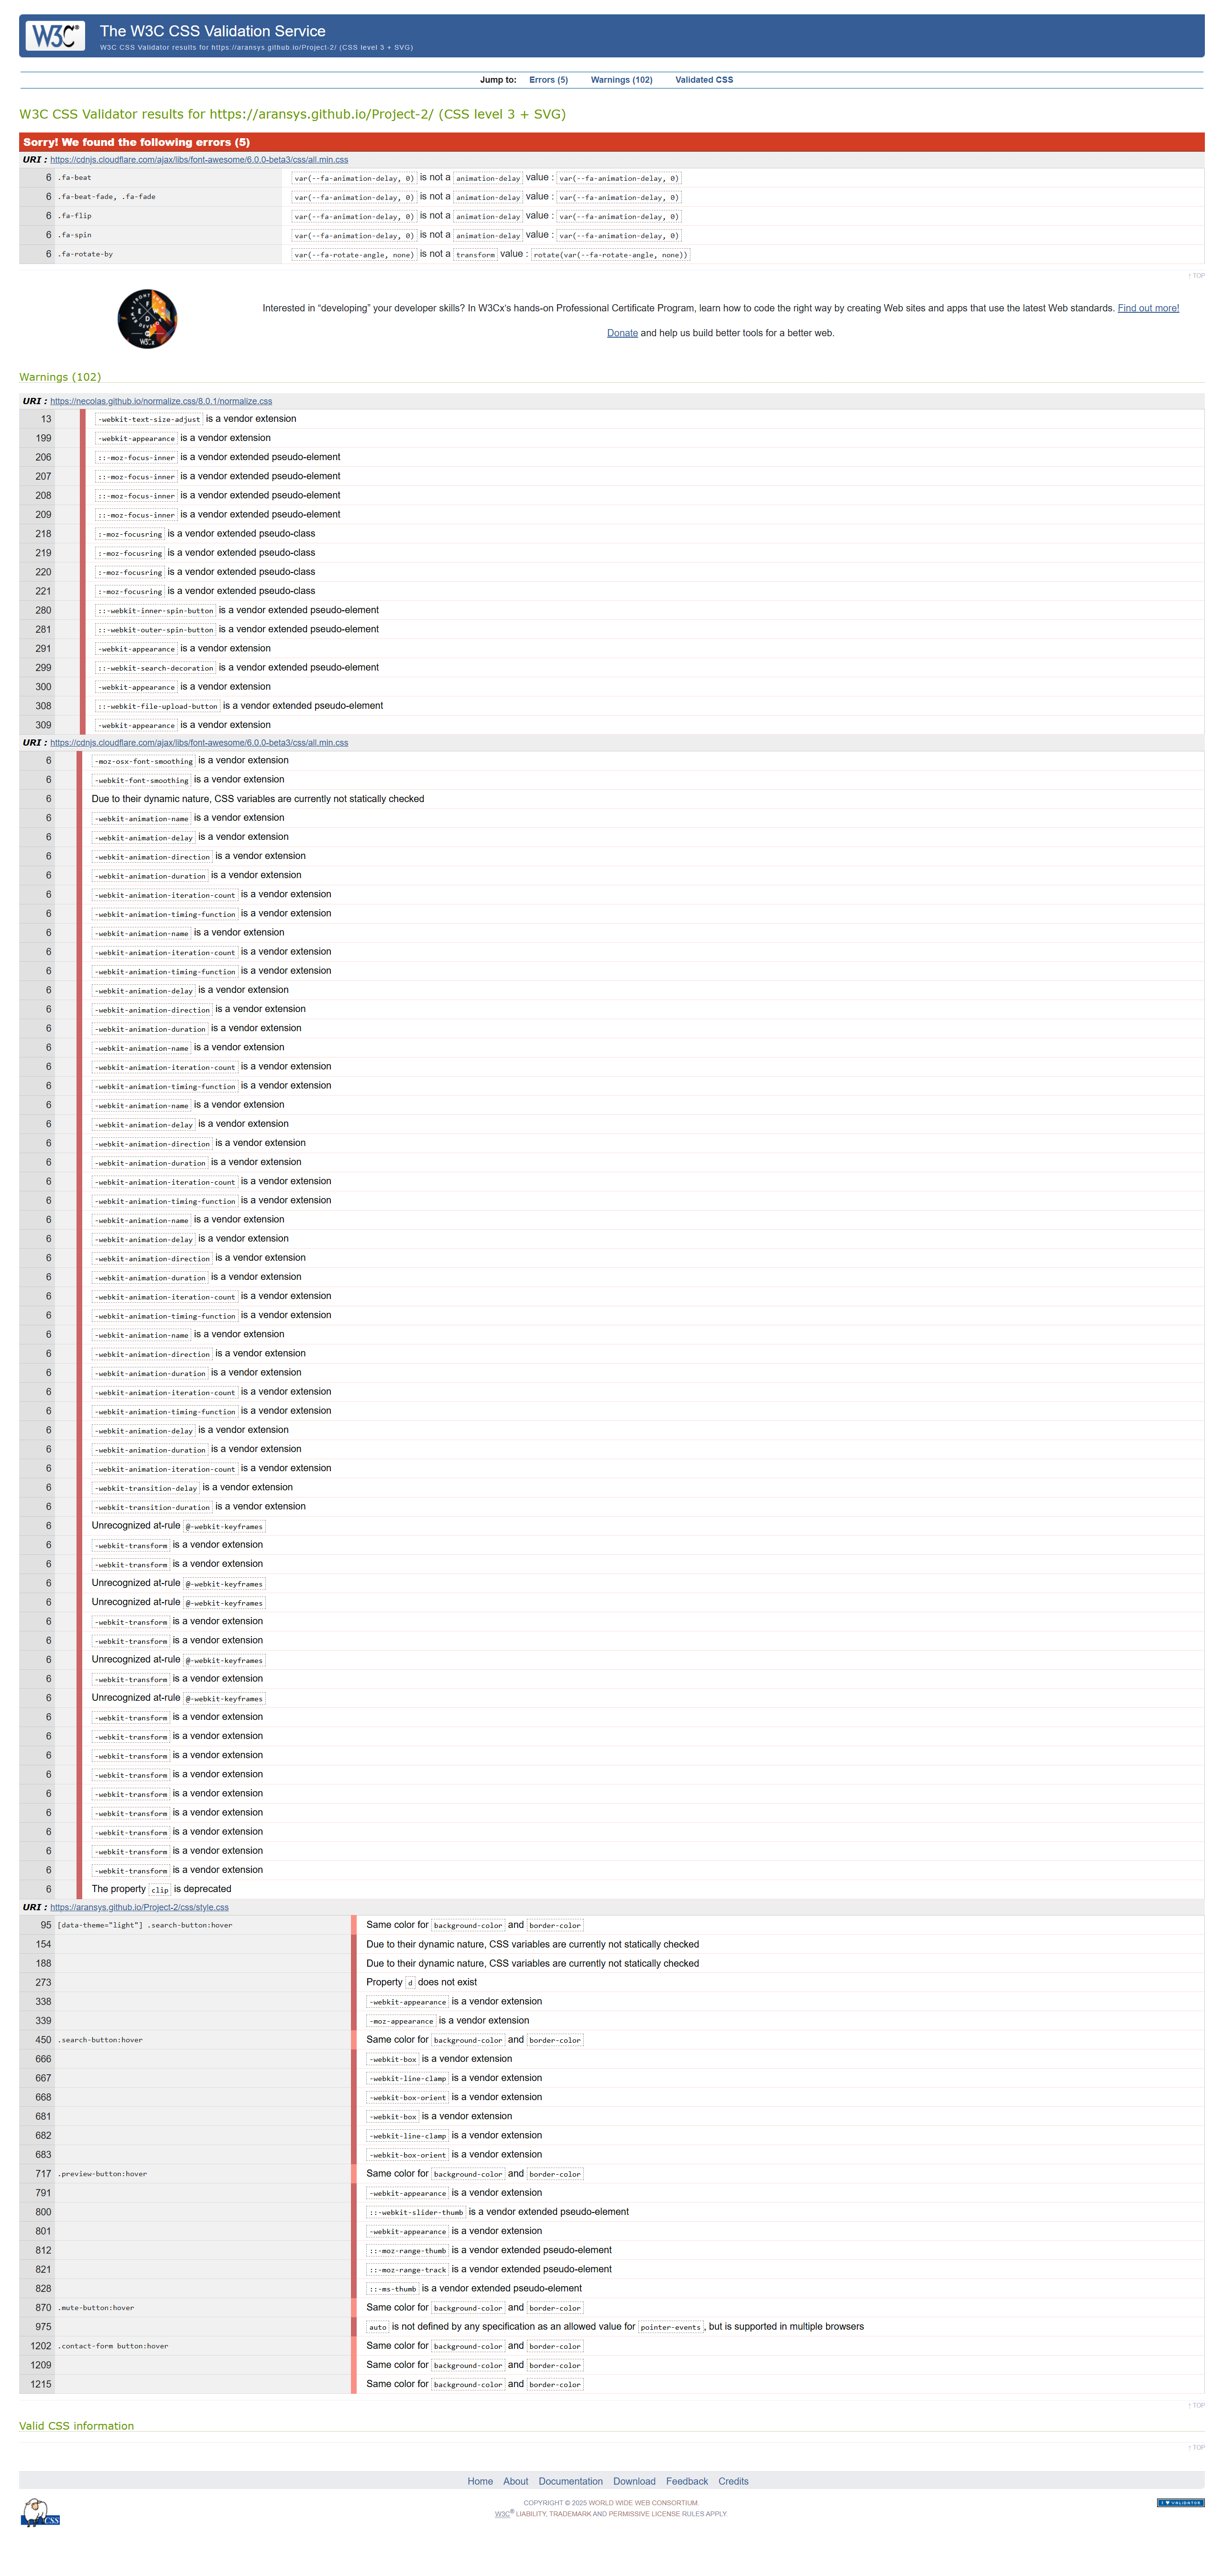 W3C®
The W3C CSS Validation Service
W3C CSS Validator results for https://aransys.github.io/Project-2/ (CSS level 3 + SVG)
Jump to: Errors (5) Warnings (102) Validated CSS
W3C CSS Validator results for https://aransys.github.io/Project-2/ (CSS level 3 + SVG)
Sorry! We found the following errors (5)
URI : https://cdnjs.cloudflare.com/ajax/libs/font-awesome/6.0.0-beta3/css/all.min.css
6 .fa-beat var(--fa-animation-delay, 0) is not a animation-delay value : var(--fa-animation-delay, 0)
6 .fa-beat-fade, .fa-fade var(--fa-animation-delay, 0) is not a animation-delay value : var(--fa-animation-delay, 0)
6 .fa-flip var(--fa-animation-delay, 0) is not a animation-delay value : var(--fa-animation-delay, 0)
6 .fa-spin var(--fa-animation-delay, 0) is not a animation-delay value : var(--fa-animation-delay, 0)
6 .fa-rotate-by var(--fa-rotate-angle, none) is not a transform value : rotate(var(--fa-rotate-angle, none))
↑ TOP
Interested in “developing” your developer skills? In W3Cx's hands-on Professional Certificate Program, learn how to code the right way by creating Web sites and apps that use the latest Web standards. Find out more!
Donate and help us build better tools for a better web.
Warnings (102)
URI : https://necolas.github.io/normalize.css/8.0.1/normalize.css
13 -webkit-text-size-adjust is a vendor extension
199 -webkit-appearance is a vendor extension
206 ::-moz-focus-inner is a vendor extended pseudo-element
207 ::-moz-focus-inner is a vendor extended pseudo-element
208 ::-moz-focus-inner is a vendor extended pseudo-element
209 ::-moz-focus-inner is a vendor extended pseudo-element
218 :-moz-focusring is a vendor extended pseudo-class
219 :-moz-focusring is a vendor extended pseudo-class
220 :-moz-focusring is a vendor extended pseudo-class
221 :-moz-focusring is a vendor extended pseudo-class
280 ::-webkit-inner-spin-button is a vendor extended pseudo-element
281 ::-webkit-outer-spin-button is a vendor extended pseudo-element
291 -webkit-appearance is a vendor extension
299 ::-webkit-search-decoration is a vendor extended pseudo-element
300 -webkit-appearance is a vendor extension
308 ::-webkit-file-upload-button is a vendor extended pseudo-element
309 -webkit-appearance is a vendor extension
URI : https://cdnjs.cloudflare.com/ajax/libs/font-awesome/6.0.0-beta3/css/all.min.css
6 -moz-osx-font-smoothing is a vendor extension
6 -webkit-font-smoothing is a vendor extension
6 Due to their dynamic nature, CSS variables are currently not statically checked
6 -webkit-animation-name is a vendor extension
6 -webkit-animation-delay is a vendor extension
6 -webkit-animation-direction is a vendor extension
6 -webkit-animation-duration is a vendor extension
6 -webkit-animation-iteration-count is a vendor extension
6 -webkit-animation-timing-function is a vendor extension
6 -webkit-animation-name is a vendor extension
6 -webkit-animation-iteration-count is a vendor extension
6 -webkit-animation-timing-function is a vendor extension
6 -webkit-animation-delay is a vendor extension
6 -webkit-animation-direction is a vendor extension
6 -webkit-animation-duration is a vendor extension
6 -webkit-animation-name is a vendor extension
6 -webkit-animation-iteration-count is a vendor extension
6 -webkit-animation-timing-function is a vendor extension
6 -webkit-animation-name is a vendor extension
6 -webkit-animation-delay is a vendor extension
6 -webkit-animation-direction is a vendor extension
6 -webkit-animation-duration is a vendor extension
6 -webkit-animation-iteration-count is a vendor extension
6 -webkit-animation-timing-function is a vendor extension
6 -webkit-animation-name is a vendor extension
6 -webkit-animation-delay is a vendor extension
6 -webkit-animation-direction is a vendor extension
6 -webkit-animation-duration is a vendor extension
6 -webkit-animation-iteration-count is a vendor extension
6 -webkit-animation-timing-function is a vendor extension
6 -webkit-animation-name is a vendor extension
6 -webkit-animation-direction is a vendor extension
6 -webkit-animation-duration is a vendor extension
6 -webkit-animation-iteration-count is a vendor extension
6 -webkit-animation-timing-function is a vendor extension
6 -webkit-animation-delay is a vendor extension
6 -webkit-animation-duration is a vendor extension
6 -webkit-animation-iteration-count is a vendor extension
6 -webkit-transition-delay is a vendor extension
6 -webkit-transition-duration is a vendor extension
6 Unrecognized at-rule @-webkit-keyframes
6 -webkit-transform is a vendor extension
6 -webkit-transform is a vendor extension
6 Unrecognized at-rule @-webkit-keyframes
6 Unrecognized at-rule @-webkit-keyframes
6 -webkit-transform is a vendor extension
6 -webkit-transform is a vendor extension
6 Unrecognized at-rule @-webkit-keyframes
6 -webkit-transform is a vendor extension
6 Unrecognized at-rule @-webkit-keyframes
6 -webkit-transform is a vendor extension
6 -webkit-transform is a vendor extension
6 -webkit-transform is a vendor extension
6 -webkit-transform is a vendor extension
6 -webkit-transform is a vendor extension
6 -webkit-transform is a vendor extension
6 -webkit-transform is a vendor extension
6 -webkit-transform is a vendor extension
6 -webkit-transform is a vendor extension
6 The property clip is deprecated
URI : https://aransys.github.io/Project-2/css/style.css
95 [data-theme="light"] .search-button:hover Same color for background-color and border-color
154 Due to their dynamic nature, CSS variables are currently not statically checked
188 Due to their dynamic nature, CSS variables are currently not statically checked
273 Property d does not exist
338 -webkit-appearance is a vendor extension
339 -moz-appearance is a vendor extension
450 .search-button:hover Same color for background-color and border-color
666 -webkit-box is a vendor extension
667 -webkit-line-clamp is a vendor extension
668 -webkit-box-orient is a vendor extension
681 -webkit-box is a vendor extension
682 -webkit-line-clamp is a vendor extension
683 -webkit-box-orient is a vendor extension
717 .preview-button:hover Same color for background-color and border-color
791 -webkit-appearance is a vendor extension
800 ::-webkit-slider-thumb is a vendor extended pseudo-element
801 -webkit-appearance is a vendor extension
812 ::-moz-range-thumb is a vendor extended pseudo-element
821 ::-moz-range-track is a vendor extended pseudo-element
828 ::-ms-thumb is a vendor extended pseudo-element
870 .mute-button:hover Same color for background-color and border-color
975 auto is not defined by any specification as an allowed value for pointer-events, but is supported in multiple browsers
1202 .contact-form button:hover Same color for background-color and border-color
1209 Same color for background-color and border-color
1215 Same color for background-color and border-color
↑ TOP
Valid CSS information
↑ TOP
Home About Documentation Download Feedback Credits
COPYRIGHT © 2025 WORLD WIDE WEB CONSORTIUM.
W3C® LIABILITY, TRADEMARK AND PERMISSIVE LICENSE RULES APPLY.
CSS
I ♥ VALIDATOR